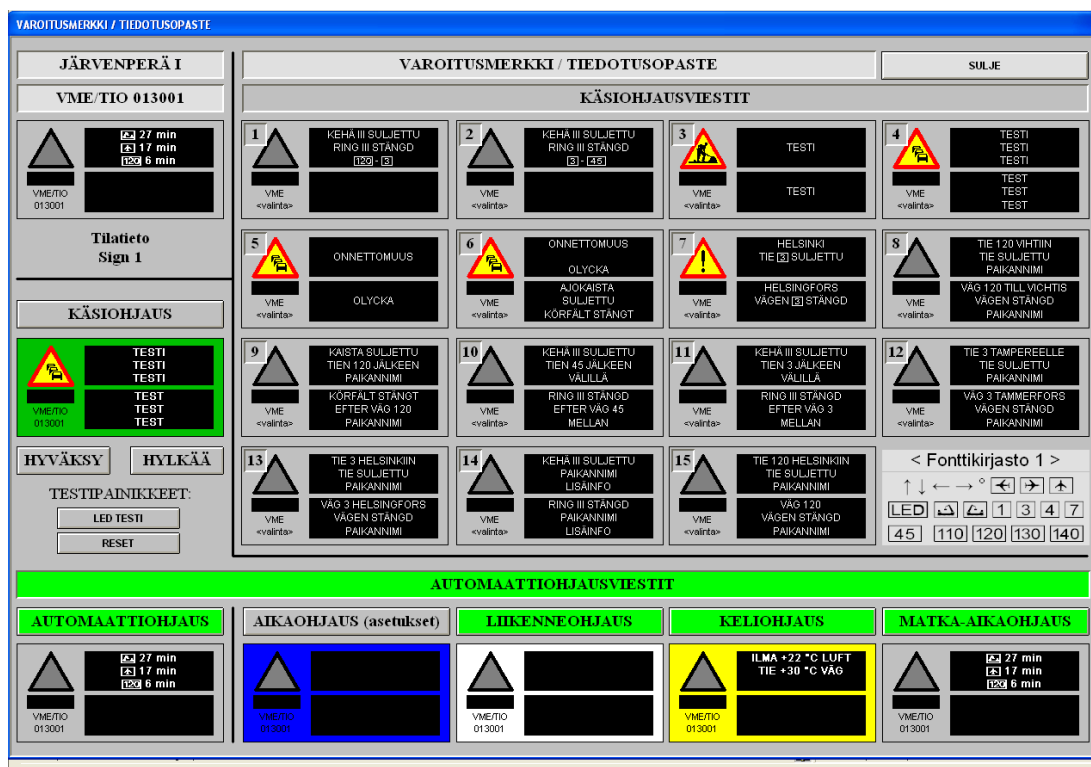 VAROITUSMERKKI / TIEDOTUSOPASTE
JÄRVENPERÄ I
VME/TIO 013001
27 min
17 min
120 6 min
VME/TIO
013001
Tilatieto
Sign 1
KÄSIOHJAUS
TESTI
TESTI
TESTI
TEST
TEST
TEST
VME/TIO
013001
HYVÄKSY HYLKÄÄ
TESTIPAINIKKEET:
LED TESTI
RESET
VAROITUSMERKKI / TIEDOTUSOPASTE
SULJE
KÄSIOHJAUSVIESTIT
1
KEHÄ III SULJETTU
RING III STÄNGD
120 - 3
VME
<valinta>
2
KEHÄ III SULJETTU
RING III STÄNGD
3 - 45
VME
<valinta>
3
TESTI
TESTI
VME
<valinta>
4
TESTI
TESTI
TESTI
TEST
TEST
TEST
VME
<valinta>
5
ONNETTOMUUS
OLYCKA
VME
<valinta>
6
ONNETTOMUUS
OLYCKA
AJOKAISTA
SULJETTU
KÖRFÄLT STÄNGT
VME
<valinta>
7
HELSINKI
TIE 3 SULJETTU
HELSINGFORS
VÄGEN 3 STÄNGD
VME
<valinta>
8
TIE 120 VIHTIIN
TIE SULJETTU
PAIKANNIMI
VÄG 120 TILL VICHTIS
VÄGEN STÄNGD
PAIKANNIMI
VME
<valinta>
9
KAISTA SULJETTU
TIEN 120 JÄLKEEN
PAIKANNIMI
KÖRFÄLT STÄNGT
EFTER VÄG 120
PAIKANNIMI
VME
<valinta>
10
KEHÄ III SULJETTU
TIEN 45 JÄLKEEN
VÄLILLÄ
RING III STÄNGD
EFTER VÄG 45
MELLAN
VME
<valinta>
11
KEHÄ III SULJETTU
TIEN 3 JÄLKEEN
VÄLILLÄ
RING III STÄNGD
EFTER VÄG 3
MELLAN
VME
<valinta>
12
TIE 3 TAMPEREELLE
TIE SULJETTU
PAIKANNIMI
VÄG 3 TAMMERFORS
VÄGEN STÄNGD
PAIKANNIMI
VME
<valinta>
13
TIE 3 HELSINKIIN
TIE SULJETTU
PAIKANNIMI
VÄG 3 HELSINGFORS
VÄGEN STÄNGD
PAIKANNIMI
VME
<valinta>
14
KEHÄ III SULJETTU
PAIKANNIMI
LISÄINFO
RING III STÄNGD
PAIKANNIMI
LISÄINFO
VME
<valinta>
15
TIE 120 HELSINKIIN
TIE SULJETTU
PAIKANNIMI
VÄG 120
VÄGEN STÄNGD
PAIKANNIMI
VME
<valinta>
< Fonttikirjasto 1 >
↑ ↓ ← → °
LED 1 3 4 7
45 110 120 130 140
AUTOMAATTIOHJAUSVIESTIT
AUTOMAATTIOHJAUS
27 min
17 min
120 6 min
VME/TIO
013001
AIKAOHJAUS (asetukset)
VME/TIO
013001
LIIKENNEOHJAUS
VME/TIO
013001
KELIOHJAUS
ILMA +22 °C LUFT
TIE +30 °C VÄG
VME/TIO
013001
MATKA-AIKAOHJAUS
27 min
17 min
120 6 min
VME/TIO
013001